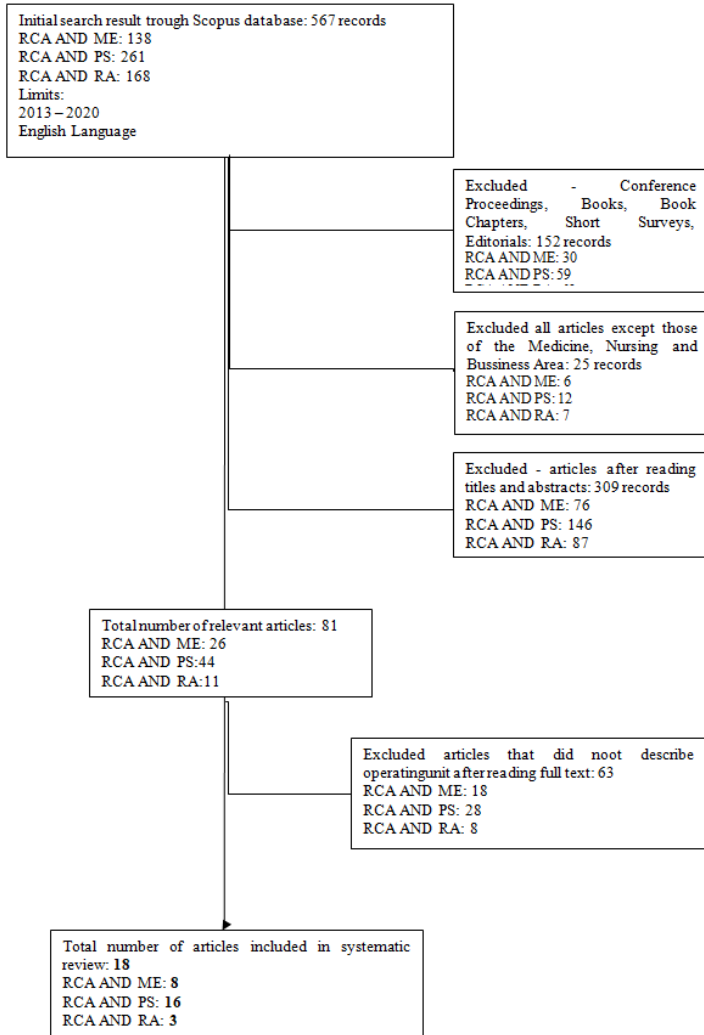 Initial search result trough Scopus database: 567 records
RCA AND ME: 138
RCA AND PS: 261
RCA AND RA: 168
Limits:
2013 – 2020
English Language
Excluded - Conference
Proceedings, Books, Book
Chapters, Short Surveys,
Editorials: 152 records
RCA AND ME: 30
RCA AND PS: 59
Excluded all articles except those
of the Medicine, Nursing and
Bussiness Area: 25 records
RCA AND ME: 6
RCA AND PS: 12
RCA AND RA: 7
Excluded - articles after reading
titles and abstracts: 309 records
RCA AND ME: 76
RCA AND PS: 146
RCA AND RA: 87
Total number of relevant articles: 81
RCA AND ME: 26
RCA AND PS:44
RCA AND RA:11
Excluded articles that did noot describe
operatingunit after reading full text: 63
RCA AND ME: 18
RCA AND PS: 28
RCA AND RA: 8
Total number of articles included in systematic
review: 18
RCA AND ME: 8
RCA AND PS: 16
RCA AND RA: 3